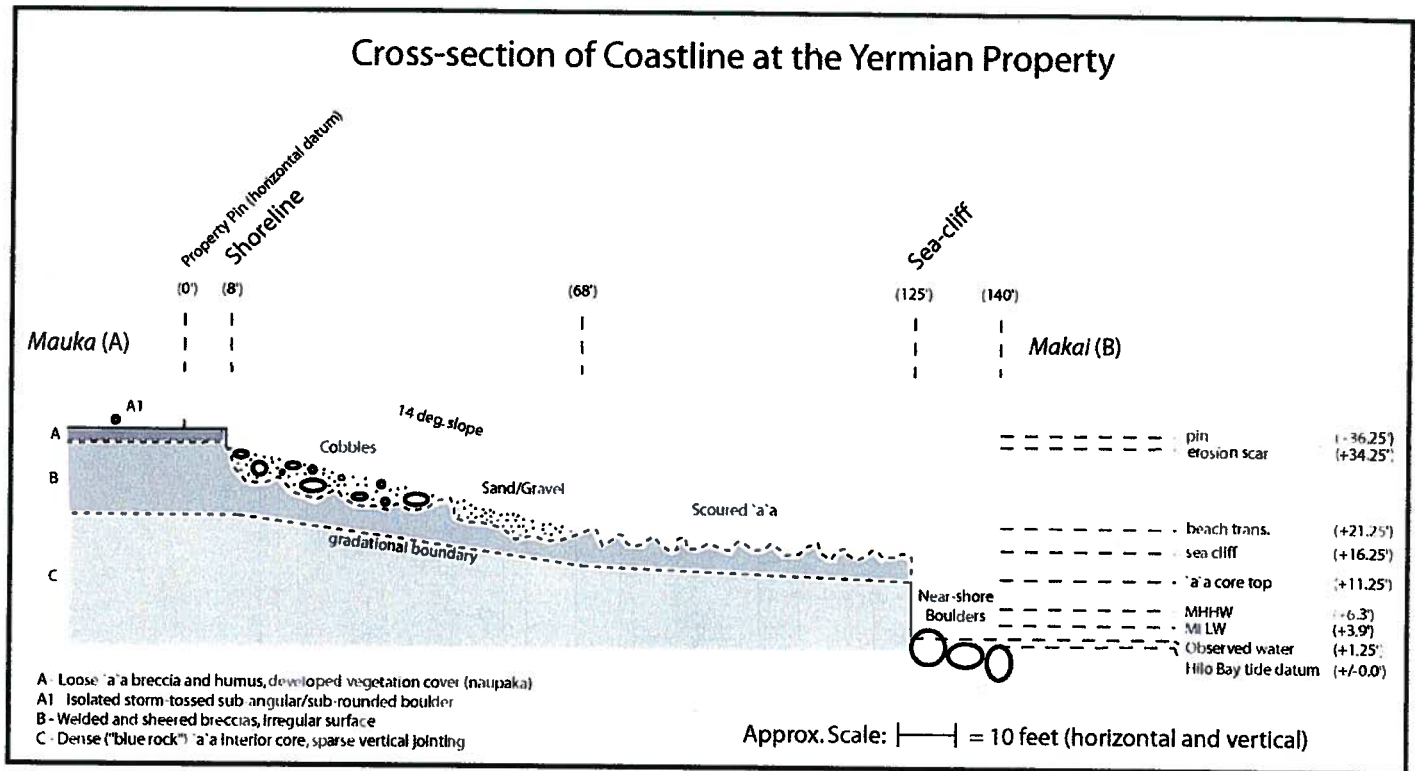 Cross-section of Coastline at the Yermian Property
Property Pin (horizontal datum)
Shoreline
Sea-cliff
(0') (8') (68') (125') (140')
Mauka (A)
Makai (B)
A1
14 deg. slope
A
Cobbles
B
Sand/Gravel
Scoured `a`a
gradational boundary
C
Near-shore
Boulders
pin (+36.25')
erosion scar (+34.25')
beach trans. (+21.25')
sea cliff (+16.25')
`a`a core top (+11.25')
MHHW (+6.3')
MLLW (+3.9')
Observed water (+1.25')
Hilo Bay tide datum (+/-0.0')
A - Loose `a`a breccia and humus, developed vegetation cover (naupaka)
A1 Isolated storm-tossed sub-angular/sub-rounded boulder
B - Welded and sheered breccias, irregular surface
C - Dense ("blue rock") `a`a interior core, sparse vertical jointing
Approx. Scale: = 10 feet (horizontal and vertical)